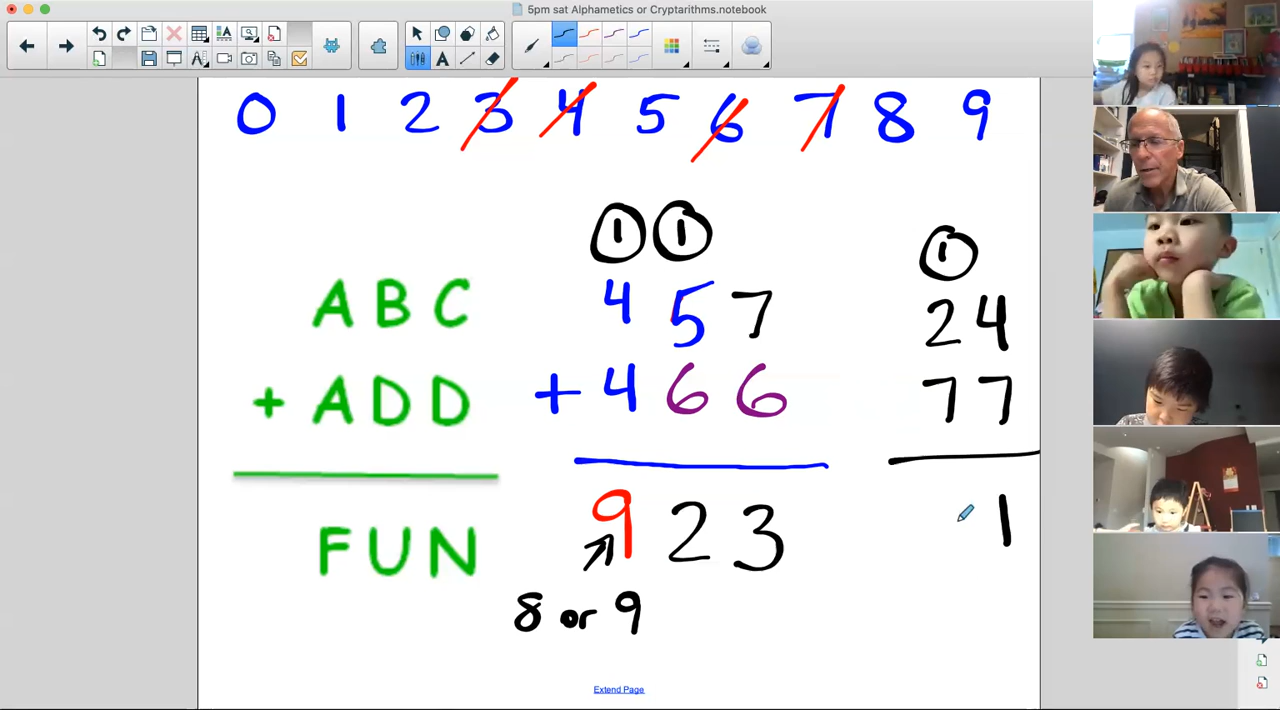 5pm sat Alphametics or Cryptarithms.notebook
0 1 2 3 4 5 6 7 8 9
1 1
1
A B C
4 5 7
2 4
+ A D D
+ 4 6 6
7 7
F U N
9 2 3
1
8 or 9
Extend Page